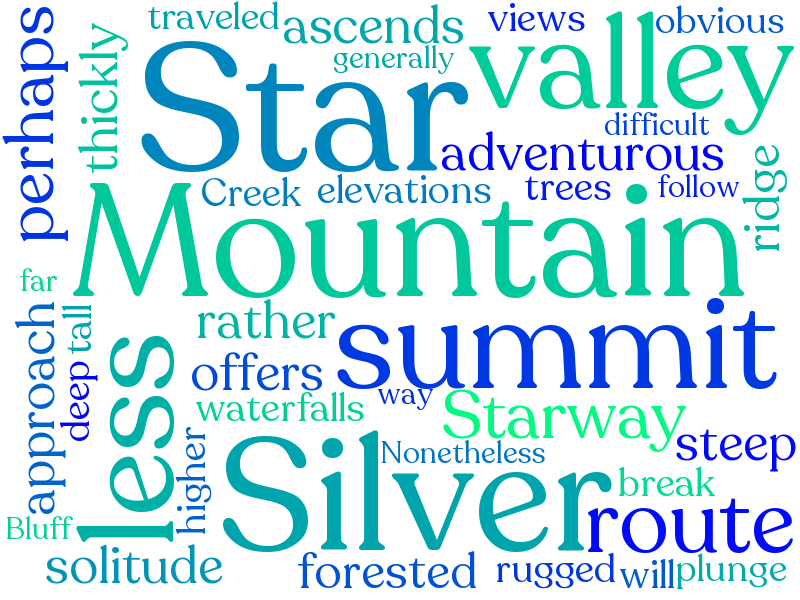 traveled
ascends
views
obvious
perhaps
thickly
generally
Star
valley
difficult
adventurous
ridge
Creek
elevations
trees
follow
Mountain
far
rather
summit
approach
tall
deep
less
offers
way
waterfalls
Starway
steep
higher
Silver
Nonetheless
break
Bluff
route
solitude
forested
rugged
will
plunge